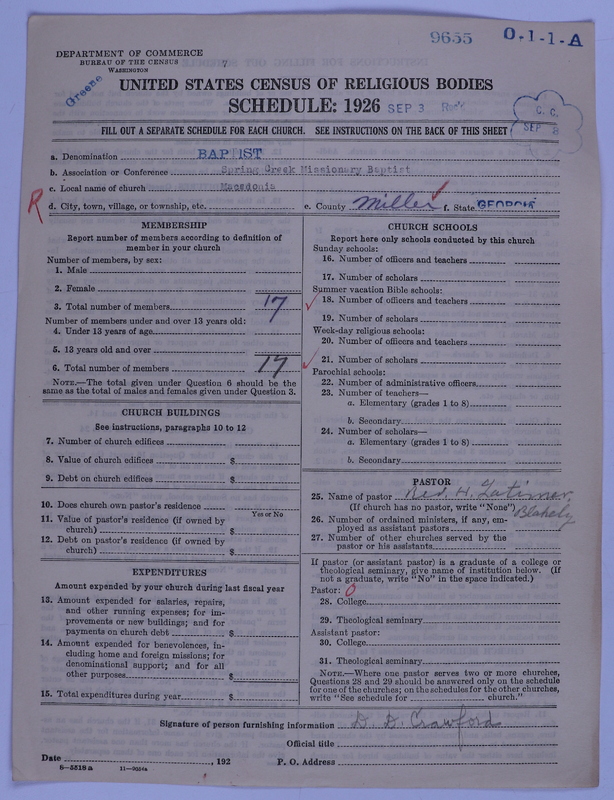 9655 0-1-1-A
DEPARTMENT OF COMMERCE
BUREAU OF THE CENSUS
WASHINGTON
Greene
UNITED STATES CENSUS OF RELIGIOUS BODIES
SCHEDULE: 1926 SEP 3 Rec'd
C. C.
SEP 8
FILL OUT A SEPARATE SCHEDULE FOR EACH CHURCH. SEE INSTRUCTIONS ON THE BACK OF THIS SHEET
a. Denomination BAPTIST
b. Association or Conference Spring Creek Missionary Baptist
c. Local name of church Macedonia
R d. City, town, village, or township, etc. e. County Miller f. State GEORGIA
MEMBERSHIP
Report number of members according to definition of
member in your church
Number of members, by sex:
1. Male
2. Female
3. Total number of members 17
Number of members under and over 13 years old:
4. Under 13 years of age
5. 13 years old and over
6. Total number of members 17
NOTE.—The total given under Question 6 should be the
same as the total of males and females given under Question 3.
CHURCH BUILDINGS
See instructions, paragraphs 10 to 12
7. Number of church edifices
8. Value of church edifices $
9. Debt on church edifices $
10. Does church own pastor's residence
Yes or No
11. Value of pastor's residence (if owned by
church) $
12. Debt on pastor's residence (if owned by
church) $
EXPENDITURES
Amount expended by your church during last fiscal year
13. Amount expended for salaries, repairs,
and other running expenses; for im-
provements or new buildings; and for
payments on church debt $
14. Amount expended for benevolences, in-
cluding home and foreign missions; for
denominational support; and for all
other purposes $
15. Total expenditures during year $
CHURCH SCHOOLS
Report here only schools conducted by this church
Sunday schools:
16. Number of officers and teachers
17. Number of scholars
Summer vacation Bible schools:
18. Number of officers and teachers
19. Number of scholars
Week-day religious schools:
20. Number of officers and teachers
21. Number of scholars
Parochial schools:
22. Number of administrative officers
23. Number of teachers—
a. Elementary (grades 1 to 8)
b. Secondary
24. Number of scholars—
a. Elementary (grades 1 to 8)
b. Secondary
PASTOR
25. Name of pastor Red. H. Latimer,
(If church has no pastor, write "None") Blakely
26. Number of ordained ministers, if any, em-
ployed as assistant pastors
27. Number of other churches served by the
pastor or his assistants
If pastor (or assistant pastor) is a graduate of a college or
theological seminary, give name of institution below. (If
not a graduate, write "No" in the space indicated.)
Pastor: 0
28. College
29. Theological seminary
Assistant pastor:
30. College
31. Theological seminary
NOTE.—Where one pastor serves two or more churches,
Questions 28 and 29 should be answered only on the schedule
for one of the churches; on the schedules for the other churches,
write "See schedule for church."
Signature of person furnishing information D. D. Crawford
Official title
Date , 192 P. O. Address
8-5518a 11-3024a